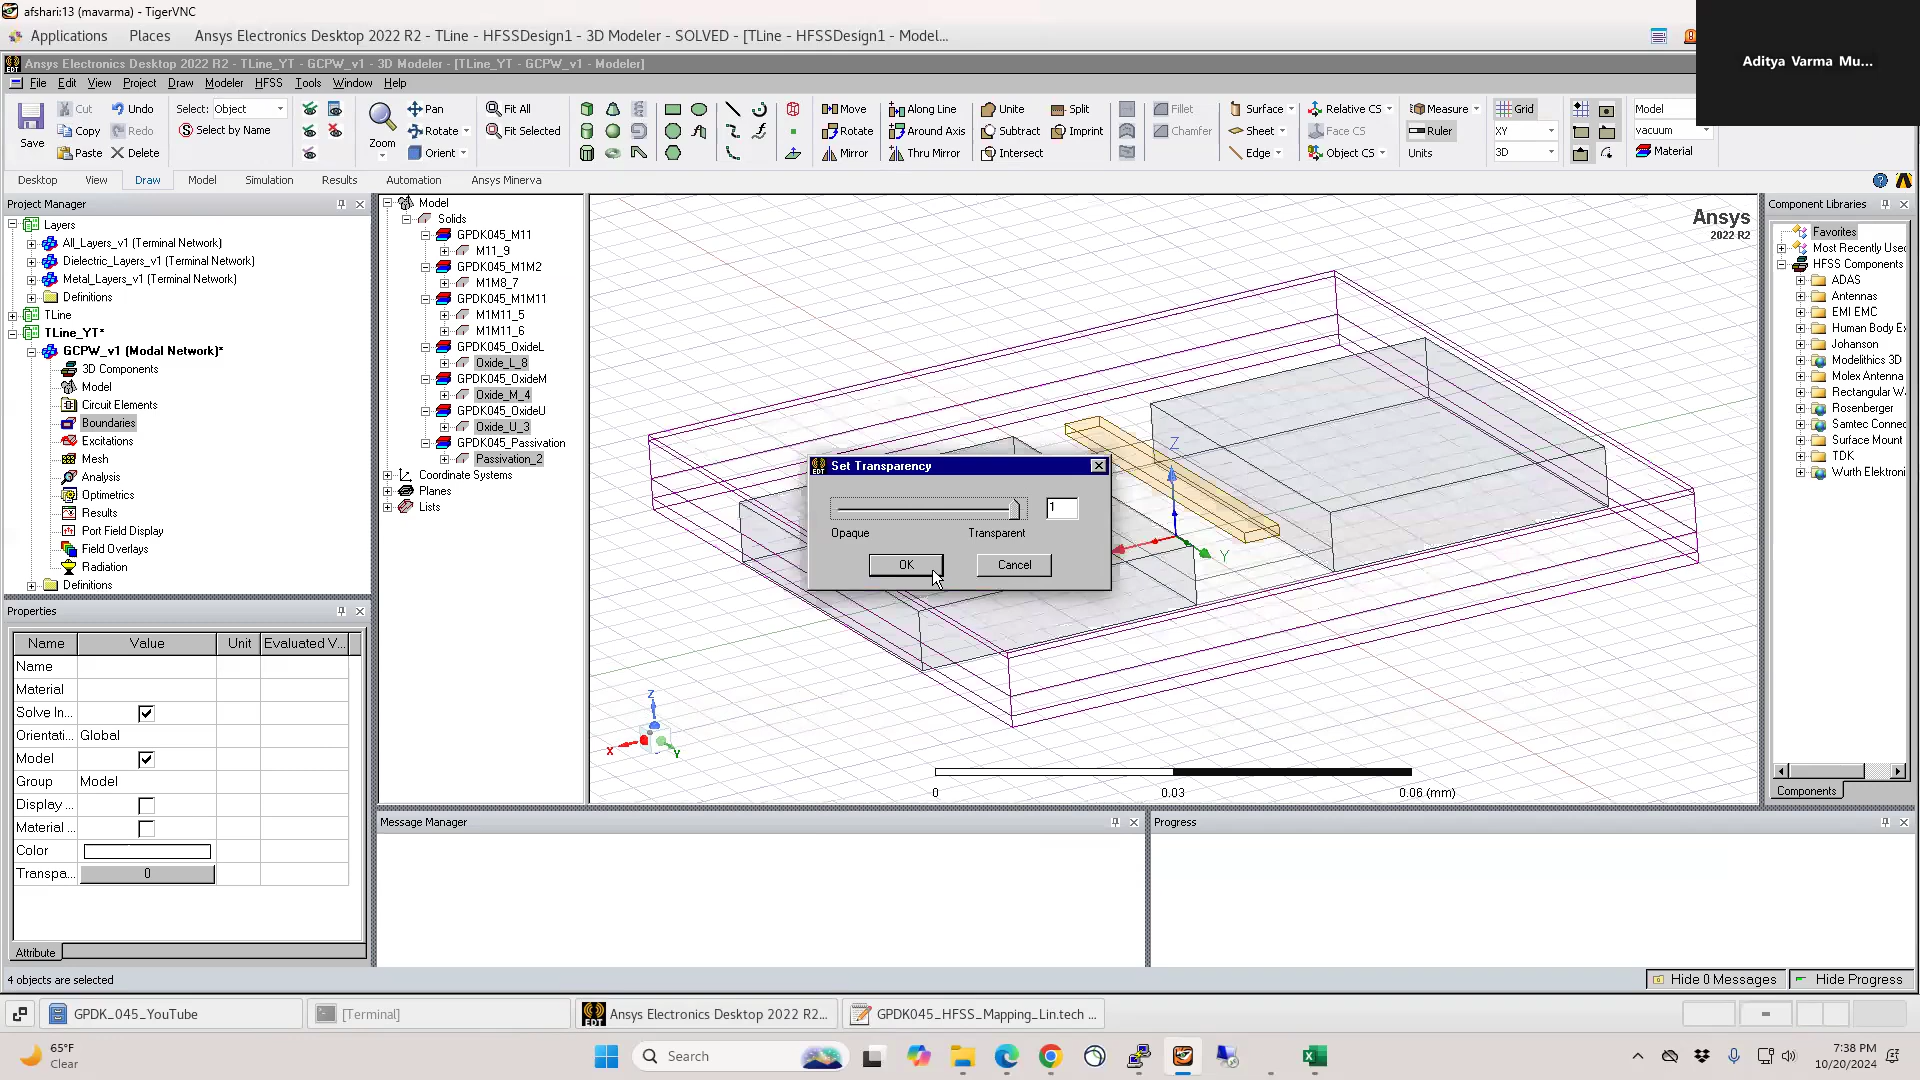 afshari:13 (mavarma) - TigerVNC
Applications Places Ansys Electronics Desktop 2022 R2 - TLine - HFSSDesign1 - 3D Modeler - SOLVED - [TLine - HFSSDesign1 - Model...
Aditya Varma Mu...
Ansys Electronics Desktop 2022 R2 - TLine_YT - GCPW_v1 - 3D Modeler - [TLine_YT - GCPW_v1 - Modeler]
File Edit View Project Draw Modeler HFSS Tools Window Help
Save
Cut Undo
Copy Redo
Paste Delete
Select: Object
Select by Name
Zoom
Pan
Rotate
Orient
Fit All
Fit Selected
Move
Rotate
Mirror
Along Line
Around Axis
Thru Mirror
Unite Split
Subtract Imprint
Intersect
Fillet
Chamfer
Surface
Sheet
Edge
Relative CS
Face CS
Object CS
Measure
Ruler
Units
Grid
XY
3D
Model
vacuum
Material
Desktop View Draw Model Simulation Results Automation Ansys Minerva
Project Manager
Layers
All_Layers_v1 (Terminal Network)
Dielectric_Layers_v1 (Terminal Network)
Metal_Layers_v1 (Terminal Network)
Definitions
TLine
TLine_YT*
GCPW_v1 (Modal Network)*
3D Components
Model
Circuit Elements
Boundaries
Excitations
Mesh
Analysis
Optimetrics
Results
Port Field Display
Field Overlays
Radiation
Definitions
Properties
Name Value Unit Evaluated V...
Name
Material
Solve In...
Orientati... Global
Model
Group Model
Display ...
Material ...
Color
Transpa... 0
Attribute
Model
Solids
GPDK045_M11
M11_9
GPDK045_M1M2
M1M8_7
GPDK045_M1M11
M1M11_5
M1M11_6
GPDK045_OxideL
Oxide_L_8
GPDK045_OxideM
Oxide_M_4
GPDK045_OxideU
Oxide_U_3
GPDK045_Passivation
Passivation_2
Coordinate Systems
Planes
Lists
Ansys
2022 R2
Z
Y
Set Transparency
1
Opaque Transparent
OK Cancel
Z
X
Y
0 0.03 0.06 (mm)
Component Libraries
Favorites
Most Recently Used
HFSS Components
ADAS
Antennas
EMI EMC
Human Body Ex
Johanson
Modelithics 3D
Molex Antenna
Rectangular W
Rosenberger
Samtec Connec
Surface Mount
TDK
Wurth Elektroni
Components
Message Manager
Progress
4 objects are selected
Hide 0 Messages Hide Progress
GPDK_045_YouTube
[Terminal]
Ansys Electronics Desktop 2022 R2...
GPDK045_HFSS_Mapping_Lin.tech ...
65°F
Clear
Search
7:38 PM
10/20/2024